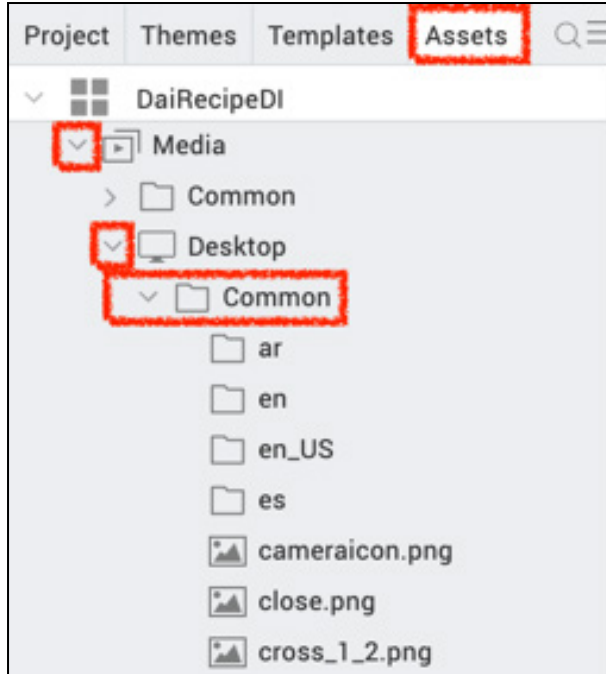 Project Themes Templates Assets
DaiRecipeDI
Media
Common
Desktop
Common
ar
en
en_US
es
cameraicon.png
close.png
cross_1_2.png